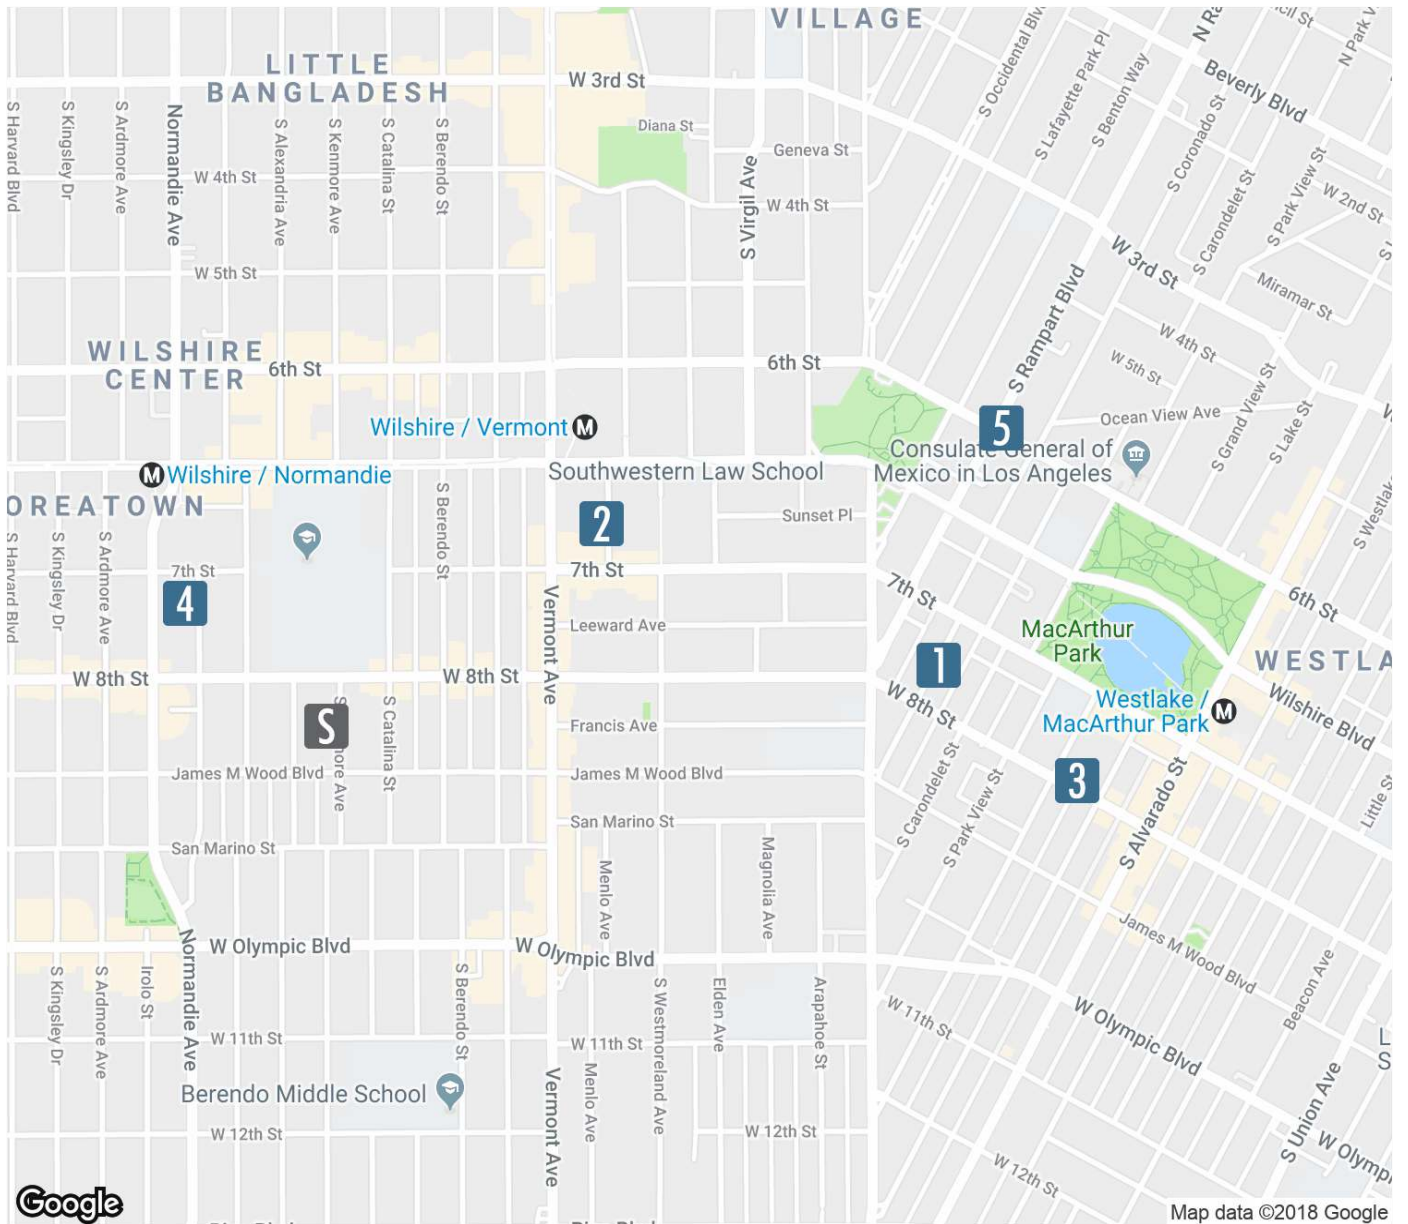 VILLAGE
LITTLE
BANGLADESH
W 3rd St
S Occidental Blv
S Lafayette Park Pl
S Benton Way
Beverly Blvd
N Park V
S Harvard Blvd
S Kingsley Dr
S Ardmore Ave
Normandie Ave
S Alexandria Ave
S Kenmore Ave
S Catalina St
S Berendo St
Diana St
Geneva St
S Coronado St
W 4th St
S Virgil Ave
W 4th St
S Carondelet St
S Park View St
W 2nd St
W 5th St
W 3rd St
Miramar St
WILSHIRE
CENTER
6th St
6th St
S Rampart Blvd
W 4th St
W 5th St
S Grand View St
S Lake St
Wilshire / Vermont
M
5
Ocean View Ave
Consulate General of
Mexico in Los Angeles
M
Wilshire / Normandie
Southwestern Law School
OREATOWN
S Harvard Blvd
S Kingsley Dr
S Ardmore Ave
S Berendo St
2
Sunset Pl
S Westlake
7th St
7th St
7th St
6th St
4
Vermont Ave
Leeward Ave
MacArthur
Park
1
WESTLA
W 8th St
W 8th St
W 8th St
Westlake /
MacArthur Park
M
Wilshire Blvd
S
more Ave
S Catalina St
Francis Ave
James M Wood Blvd
James M Wood Blvd
3
S Carondelet St
S Park View St
S Alvarado St
Little St
San Marino St
San Marino St
Menlo Ave
Magnolia Ave
W Olympic Blvd
W Olympic Blvd
James M Wood Blvd
Normandie Ave
S Kingsley Dr
S Ardmore Ave
Irolo St
S Berendo St
S Westmoreland Ave
Elden Ave
Arapahoe St
Beacon Ave
W 11th St
W 11th St
W 11th St
W Olympic Blvd
Berendo Middle School
Vermont Ave
Menlo Ave
S Union Ave
W 12th St
W 12th St
W 12th St
W Olymp
Google
Map data ©2018 Google